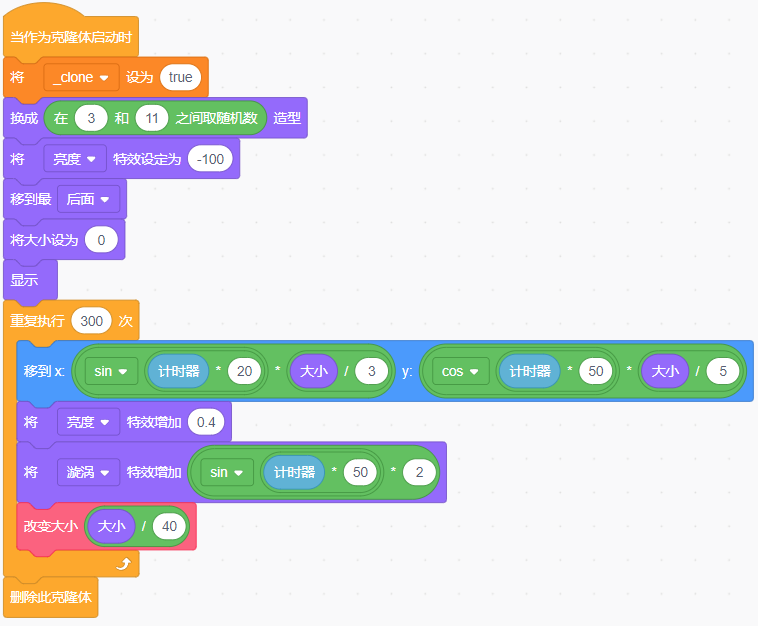 当作为克隆体启动时
将 _clone 设为 true
换成 在 3 和 11 之间取随机数 造型
将 亮度 特效设定为 -100
移到最 后面
将大小设为 0
显示
重复执行 300 次
移到 x: sin 计时器 * 20 * 大小 / 3 y: cos 计时器 * 50 * 大小 / 5
将 亮度 特效增加 0.4
将 漩涡 特效增加 sin 计时器 * 50 * 2
改变大小 大小 / 40
删除此克隆体